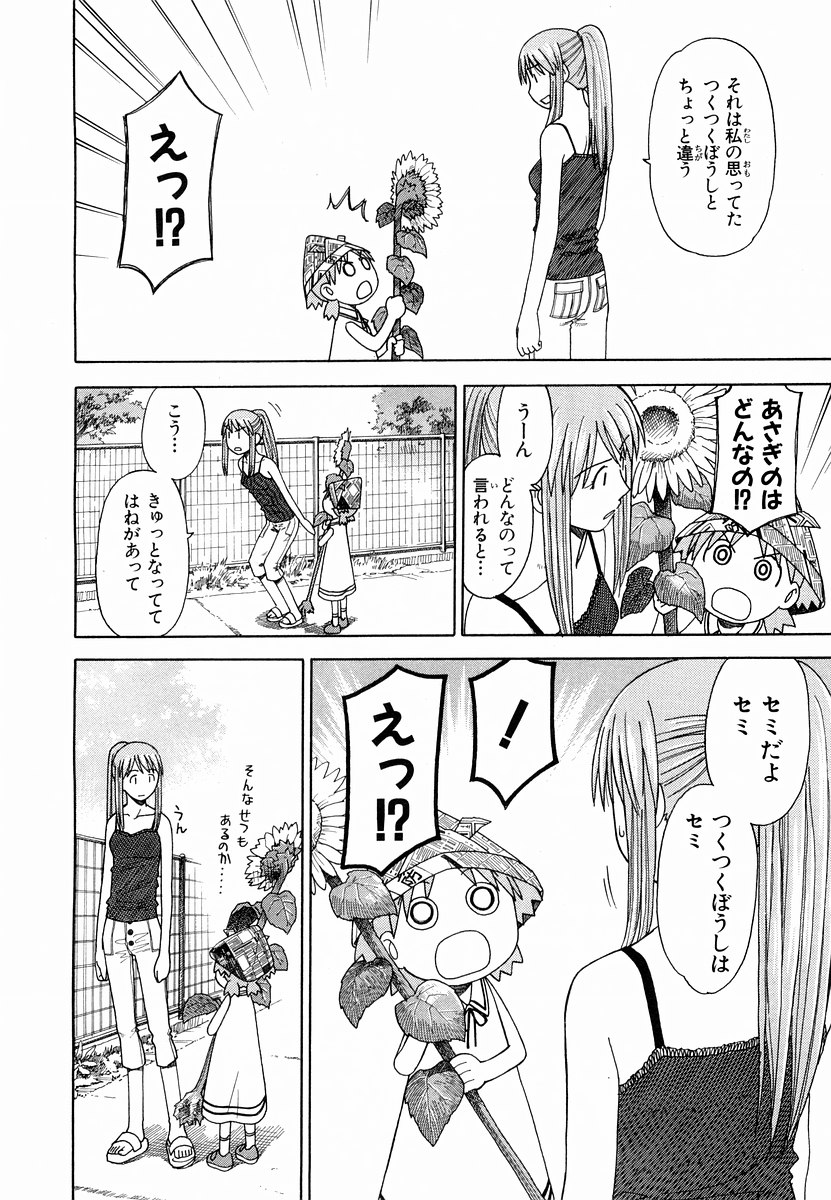 それは私の思ってた
つくつくぼうしと
ちょっと違う
えっ!?
あさぎのは
どんなの!?
うーん
どんなのって
言われると…
こう…
きゅっとなってて
はねがあって
セミだよ
セミ
つくつくぼうしは
セミ
!
えっ!?
そんなせつも
あるのか……
うん